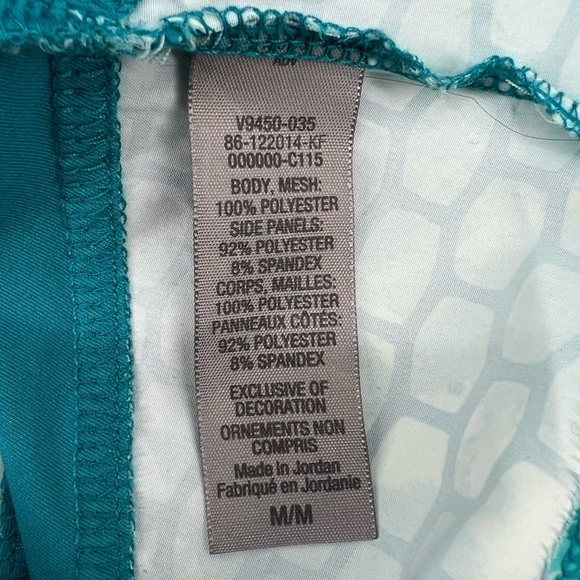 ADV
V9450-035
86-122014-KF
000000-C115
BODY, MESH:
100% POLYESTER
SIDE PANELS:
92% POLYESTER
8% SPANDEX
CORPS, MAILLES:
100% POLYESTER
PANNEAUX CÔTÉS:
92% POLYESTER
8% SPANDEX
EXCLUSIVE OF
DECORATION
ORNEMENTS NON
COMPRIS
Made in Jordan
Fabriqué en Jordanie
M/M